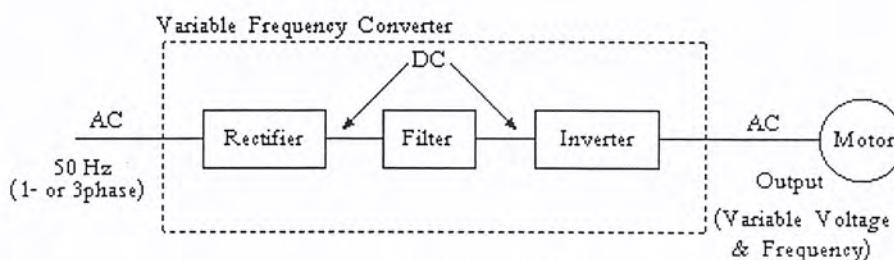 Variable Frequency Converter
DC
AC
Rectifier
Filter
Inverter
AC
Motor
50 Hz
(1- or 3phase)
Output
(Variable Voltage
& Frequency)